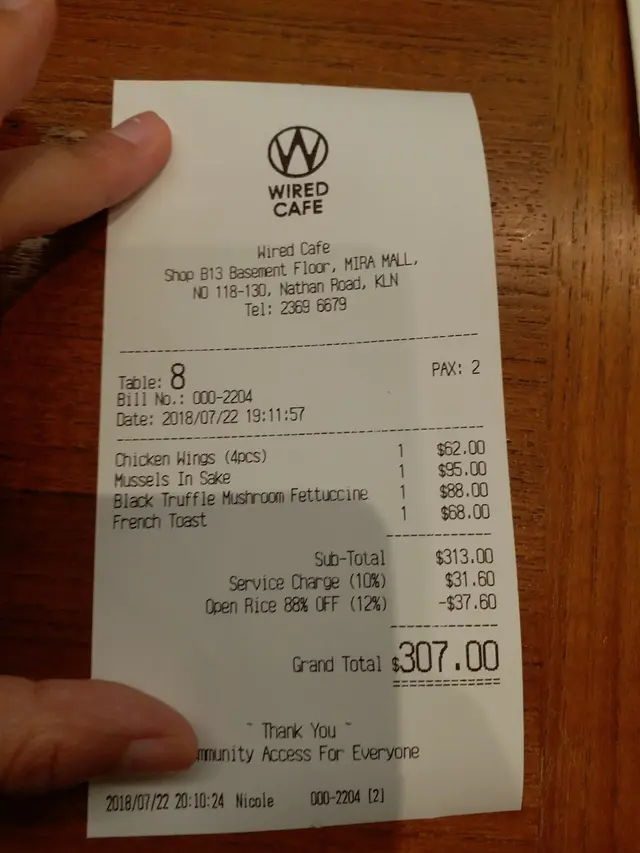 W
WIRED
CAFE
Wired Cafe
Shop B13 Basement Floor, MIRA MALL,
NO 118-130, Nathan Road, KLN
Tel: 2369 6679
Table: 8 PAX: 2
Bill No.: 000-2204
Date: 2018/07/22 19:11:57
Chicken Wings (4pcs) 1 $62.00
Mussels In Sake 1 $95.00
Black Truffle Mushroom Fettuccine 1 $88.00
French Toast 1 $68.00
Sub-Total $313.00
Service Charge (10%) $31.60
Open Rice 88% OFF (12%) -$37.60
Grand Total $307.00
~ Thank You ~
Access For Everyone
2018/07/22 20:10:24 Nicole 000-2204 [2]